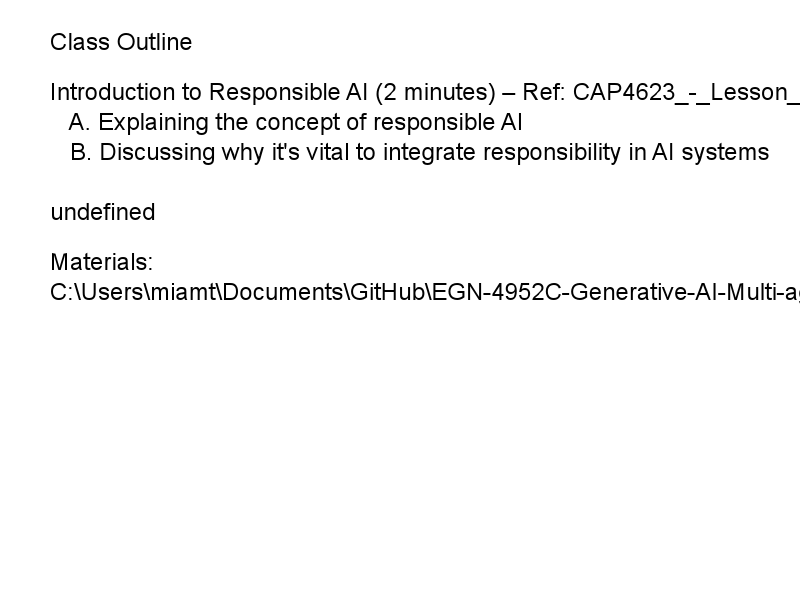 Class Outline
Introduction to Responsible AI (2 minutes) – Ref: CAP4623_-_Lesson_
A. Explaining the concept of responsible AI
B. Discussing why it's vital to integrate responsibility in AI systems
undefined
Materials:
C:\Users\miamt\Documents\GitHub\EGN-4952C-Generative-AI-Multi-ag